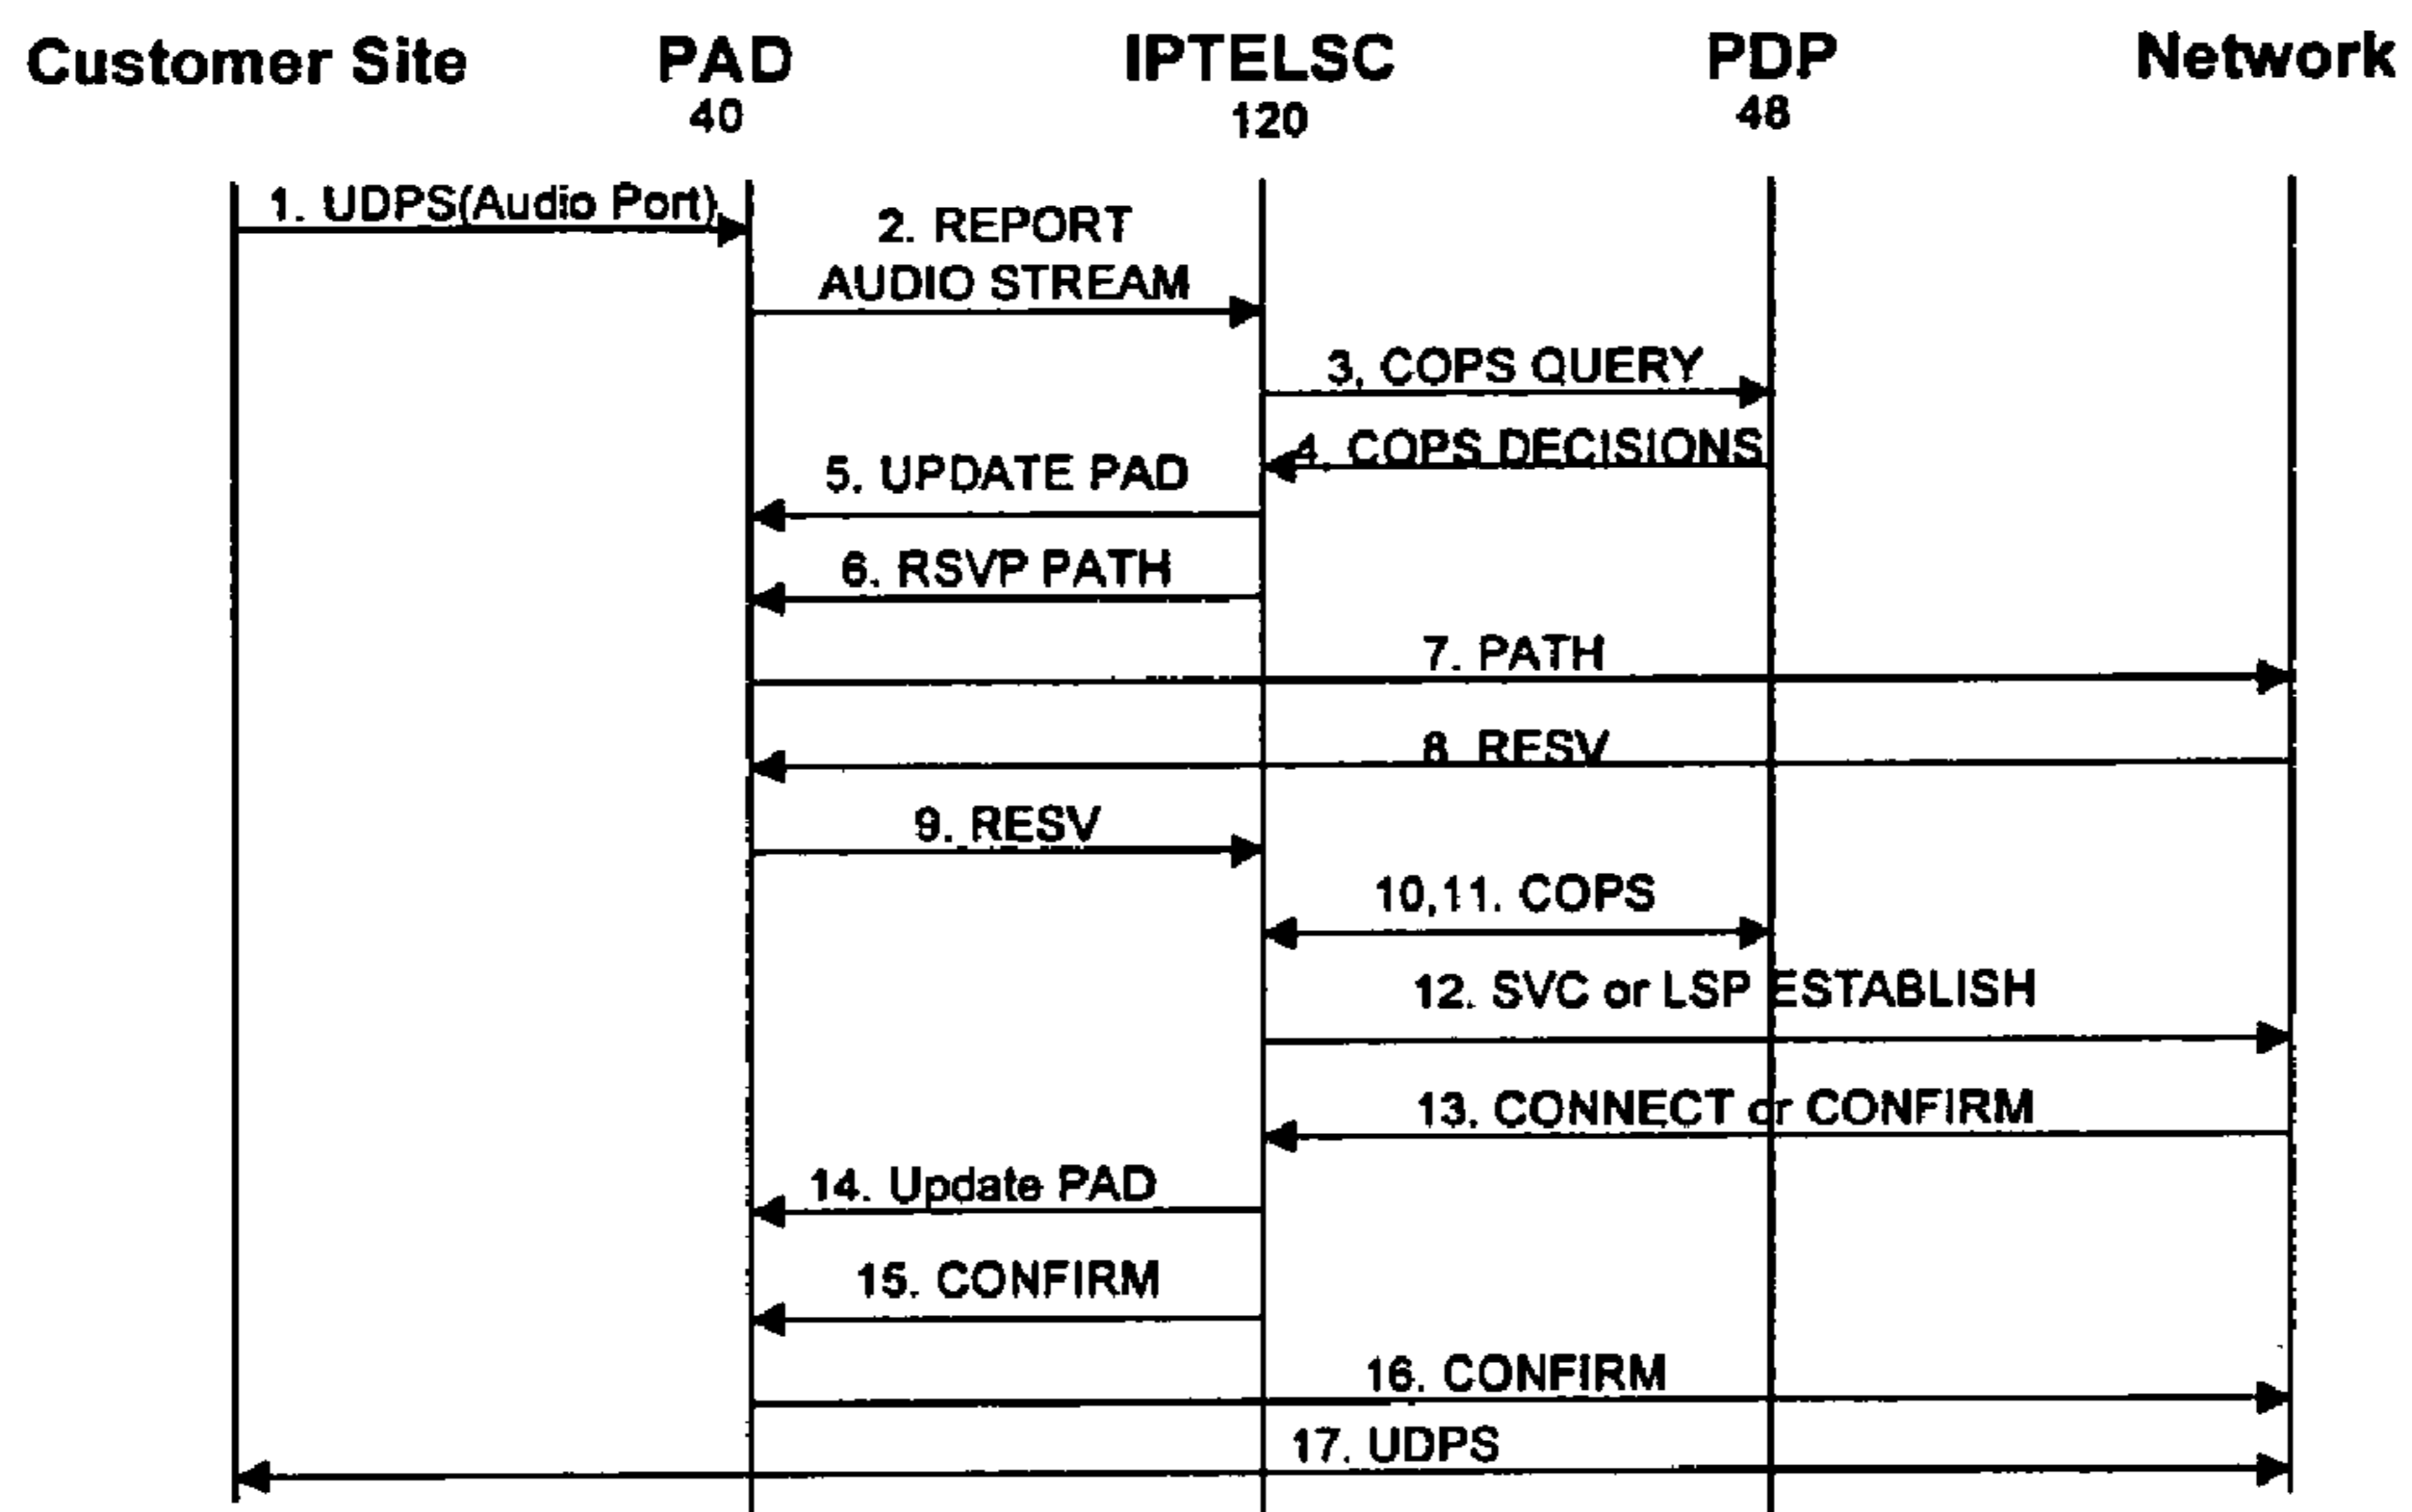 Customer Site PAD IPTELSC PDP Network
40 120 48
1. UDPS(Audio Port)
2. REPORT
AUDIO STREAM
3. COPS QUERY
4. COPS DECISIONS
5. UPDATE PAD
6. RSVP PATH
7. PATH
8. RESV
9. RESV
10,11. COPS
12. SVC or LSP ESTABLISH
13. CONNECT or CONFIRM
14. Update PAD
15. CONFIRM
16. CONFIRM
17. UDPS